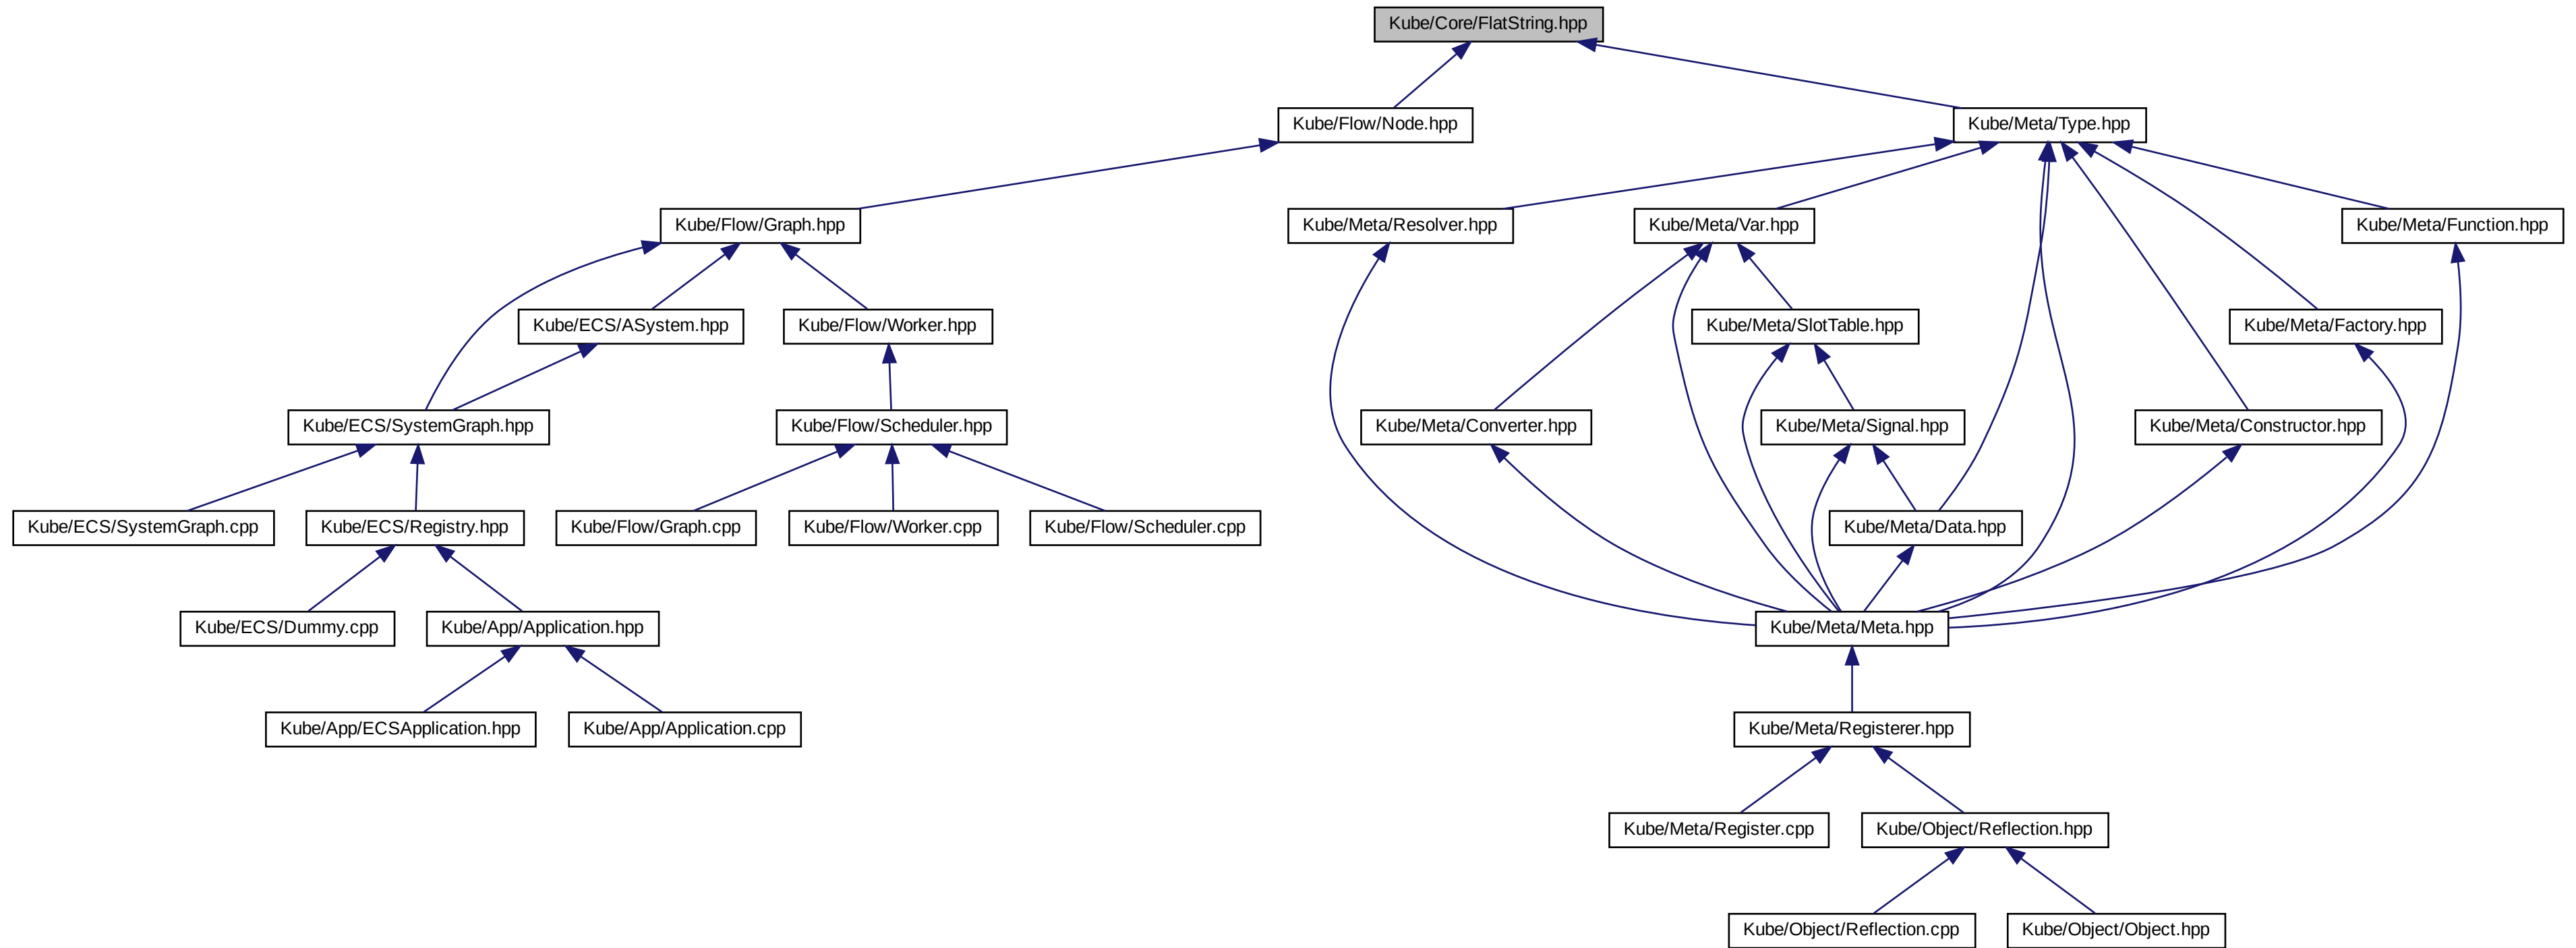 Kube/Core/FlatString.hpp
Kube/Flow/Node.hpp
Kube/Meta/Type.hpp
Kube/Flow/Graph.hpp
Kube/Meta/Resolver.hpp
Kube/Meta/Var.hpp
Kube/Meta/Function.hpp
Kube/ECS/ASystem.hpp
Kube/Flow/Worker.hpp
Kube/Meta/SlotTable.hpp
Kube/Meta/Factory.hpp
Kube/ECS/SystemGraph.hpp
Kube/Flow/Scheduler.hpp
Kube/Meta/Converter.hpp
Kube/Meta/Signal.hpp
Kube/Meta/Constructor.hpp
Kube/ECS/SystemGraph.cpp
Kube/ECS/Registry.hpp
Kube/Flow/Graph.cpp
Kube/Flow/Worker.cpp
Kube/Flow/Scheduler.cpp
Kube/Meta/Data.hpp
Kube/ECS/Dummy.cpp
Kube/App/Application.hpp
Kube/Meta/Meta.hpp
Kube/App/ECSApplication.hpp
Kube/App/Application.cpp
Kube/Meta/Registerer.hpp
Kube/Meta/Register.cpp
Kube/Object/Reflection.hpp
Kube/Object/Reflection.cpp
Kube/Object/Object.hpp